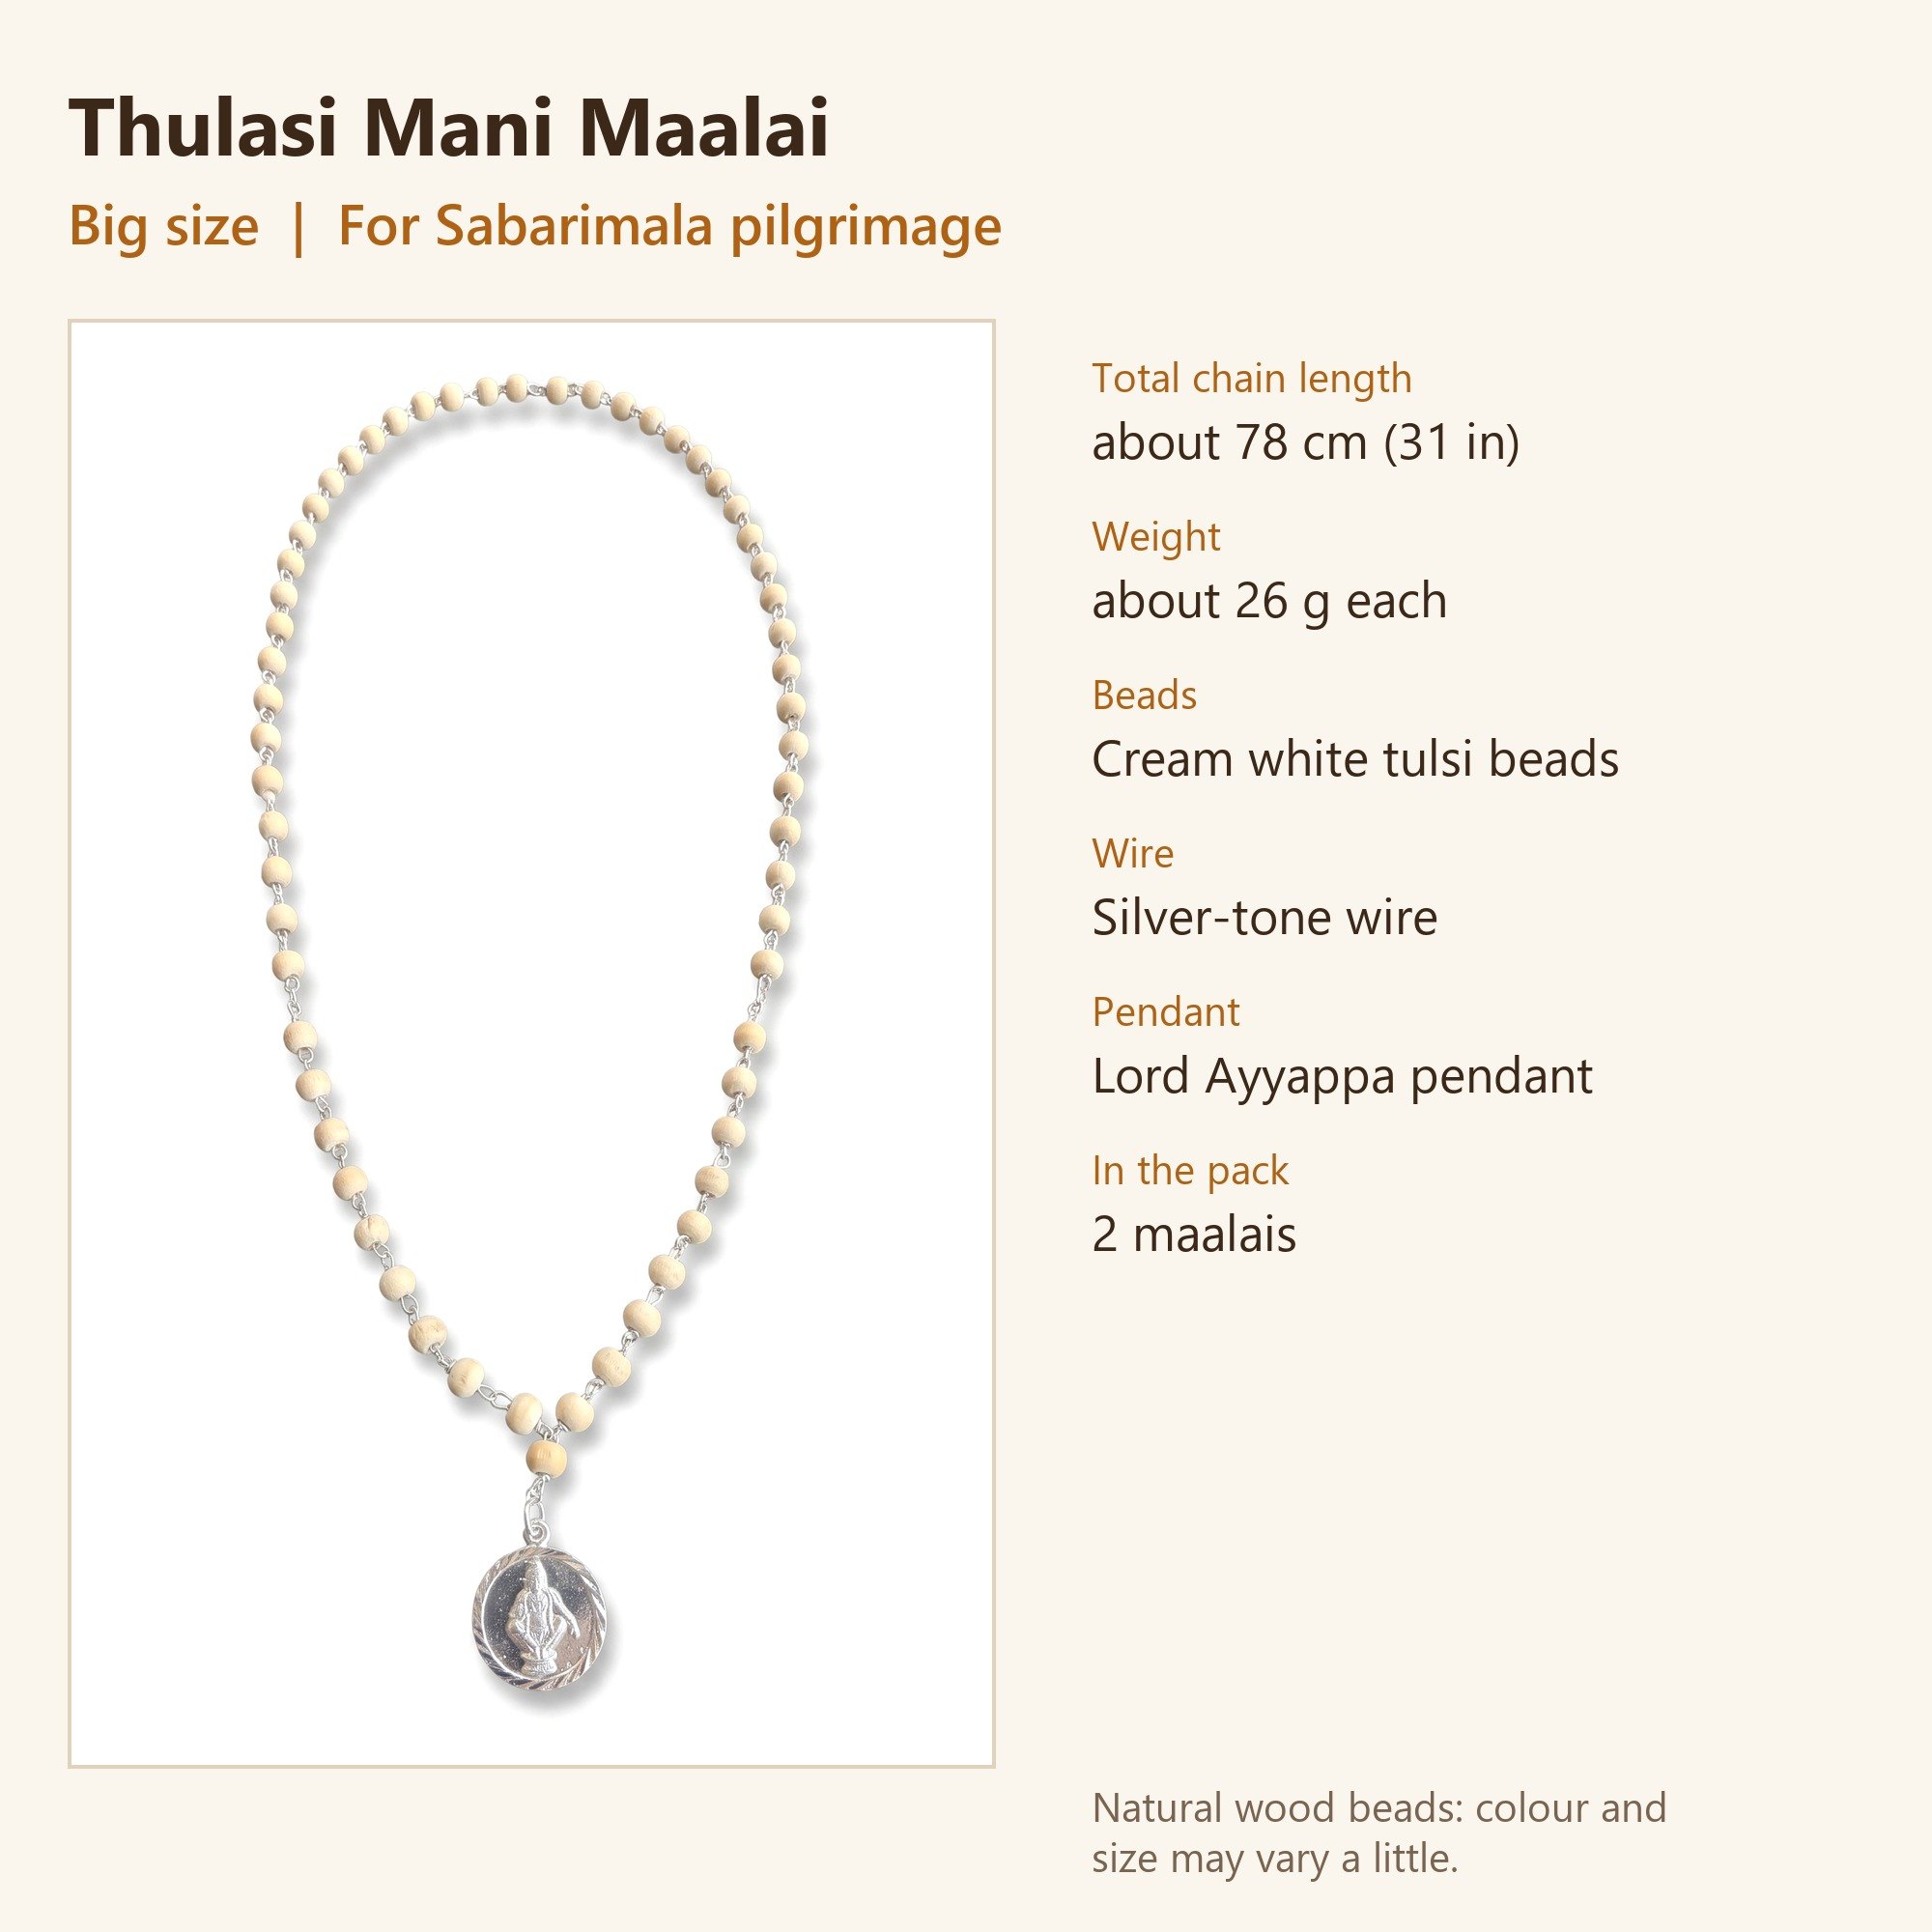 Thulasi Mani Maalai
Big size | For Sabarimala pilgrimage
Total chain length
about 78 cm (31 in)
Weight
about 26 g each
Beads
Cream white tulsi beads
Wire
Silver-tone wire
Pendant
Lord Ayyappa pendant
In the pack
2 maalais
Natural wood beads: colour and
size may vary a little.